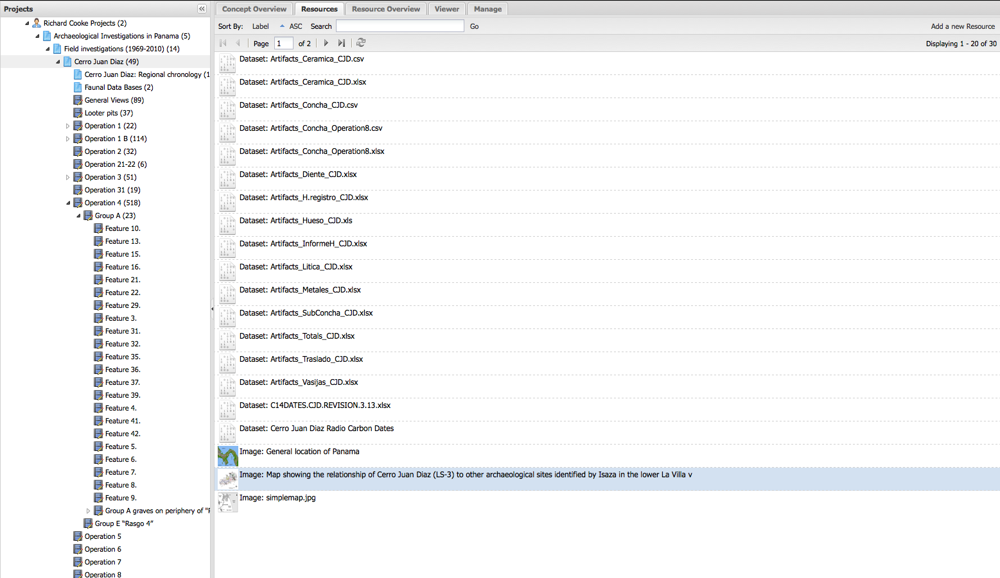 Projects
Richard Cooke Projects (2)
Archaeological Investigations in Panama (5)
Field investigations (1969-2010) (14)
Cerro Juan Diaz (49)
Cerro Juan Diaz: Regional chronology (1
Faunal Data Bases (2)
General Views (89)
Looter pits (37)
Operation 1 (22)
Operation 1 B (114)
Operation 2 (32)
Operation 21-22 (6)
Operation 3 (51)
Operation 31 (19)
Operation 4 (518)
Group A (23)
Feature 10.
Feature 13.
Feature 15.
Feature 16.
Feature 21.
Feature 22.
Feature 29.
Feature 3.
Feature 31.
Feature 32.
Feature 35.
Feature 36.
Feature 37.
Feature 39.
Feature 4.
Feature 41.
Feature 42.
Feature 5.
Feature 6.
Feature 7.
Feature 8.
Feature 9.
Group A graves on periphery of "F
Group E “Rasgo 4”
Operation 5
Operation 6
Operation 7
Operation 8
Concept Overview Resources Resource Overview Viewer Manage
Sort By: Label ASC Search Go Add a new Resource
Page 1 of 2 Displaying 1 - 20 of 30
Dataset: Artifacts_Ceramica_CJD.csv
Dataset: Artifacts_Ceramica_CJD.xlsx
Dataset: Artifacts_Concha_CJD.csv
Dataset: Artifacts_Concha_Operation8.csv
Dataset: Artifacts_Concha_Operation8.xlsx
Dataset: Artifacts_Diente_CJD.xlsx
Dataset: Artifacts_H.registro_CJD.xlsx
Dataset: Artifacts_Hueso_CJD.xls
Dataset: Artifacts_InformeH_CJD.xlsx
Dataset: Artifacts_Litica_CJD.xlsx
Dataset: Artifacts_Metales_CJD.xlsx
Dataset: Artifacts_SubConcha_CJD.xlsx
Dataset: Artifacts_Totals_CJD.xlsx
Dataset: Artifacts_Traslado_CJD.xlsx
Dataset: Artifacts_Vasijas_CJD.xlsx
Dataset: C14DATES.CJD.REVISION.3.13.xlsx
Dataset: Cerro Juan Diaz Radio Carbon Dates
Image: General location of Panama
Image: Map showing the relationship of Cerro Juan Diaz (LS-3) to other archaeological sites identified by Isaza in the lower La Villa v
Image: simplemap.jpg